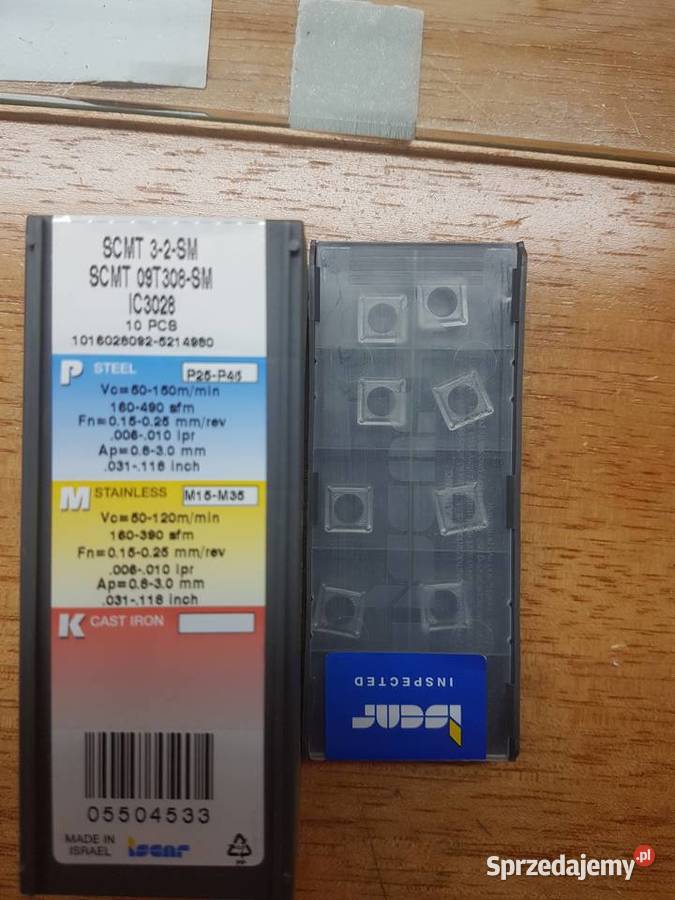 SCMT 3-2-SM
SCMT 09T308-SM
IC3028
10 PCS
1016028092-5214980
P STEEL P25-P45
Vc=50-150m/min
160-490 sfm
Fn=0.15-0.25 mm/rev
.006-.010 ipr
Ap=0.8-3.0 mm
.031-.118 inch
M STAINLESS M15-M35
Vc=50-120m/min
160-390 sfm
Fn=0.15-0.25 mm/rev
.006-.010 ipr
Ap=0.8-3.0 mm
.031-.118 inch
K CAST IRON
05504533
MADE IN
ISRAEL iscar
INSPECTED
iscar
Sprzedajemy.pl